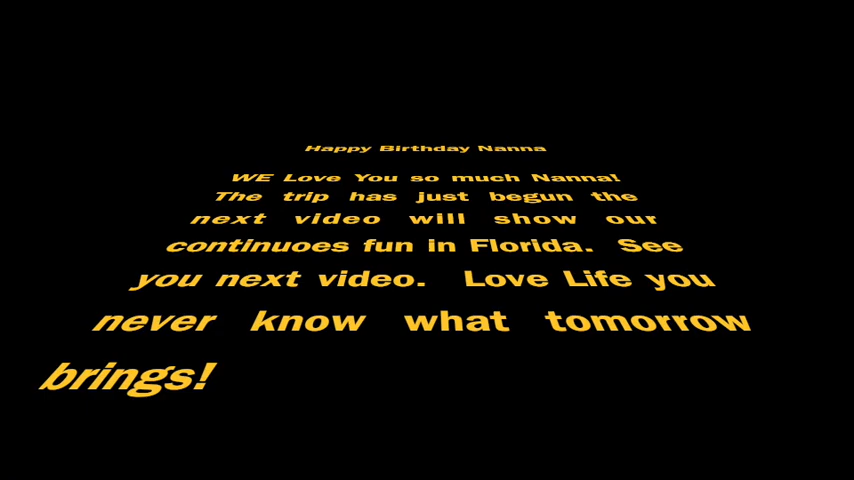 Happy Birthday Nanna
WE Love You so much Nanna!
The trip has just begun the
next video will show our
continuoes fun in Florida. See
you next video. Love Life you
never know what tomorrow
brings!